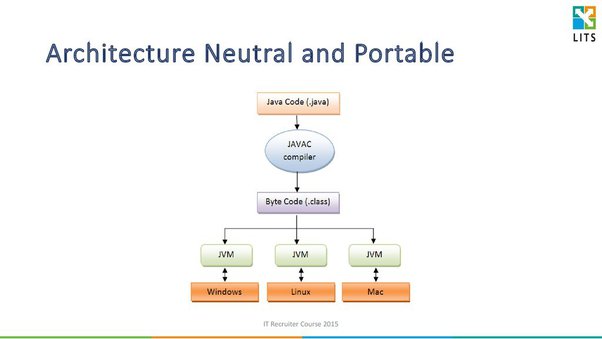 LITS
Architecture Neutral and Portable
Java Code (.java)
JAVAC
compiler
Byte Code (.class)
JVM
JVM
JVM
Windows
Linux
Mac
IT Recruiter Course 2015